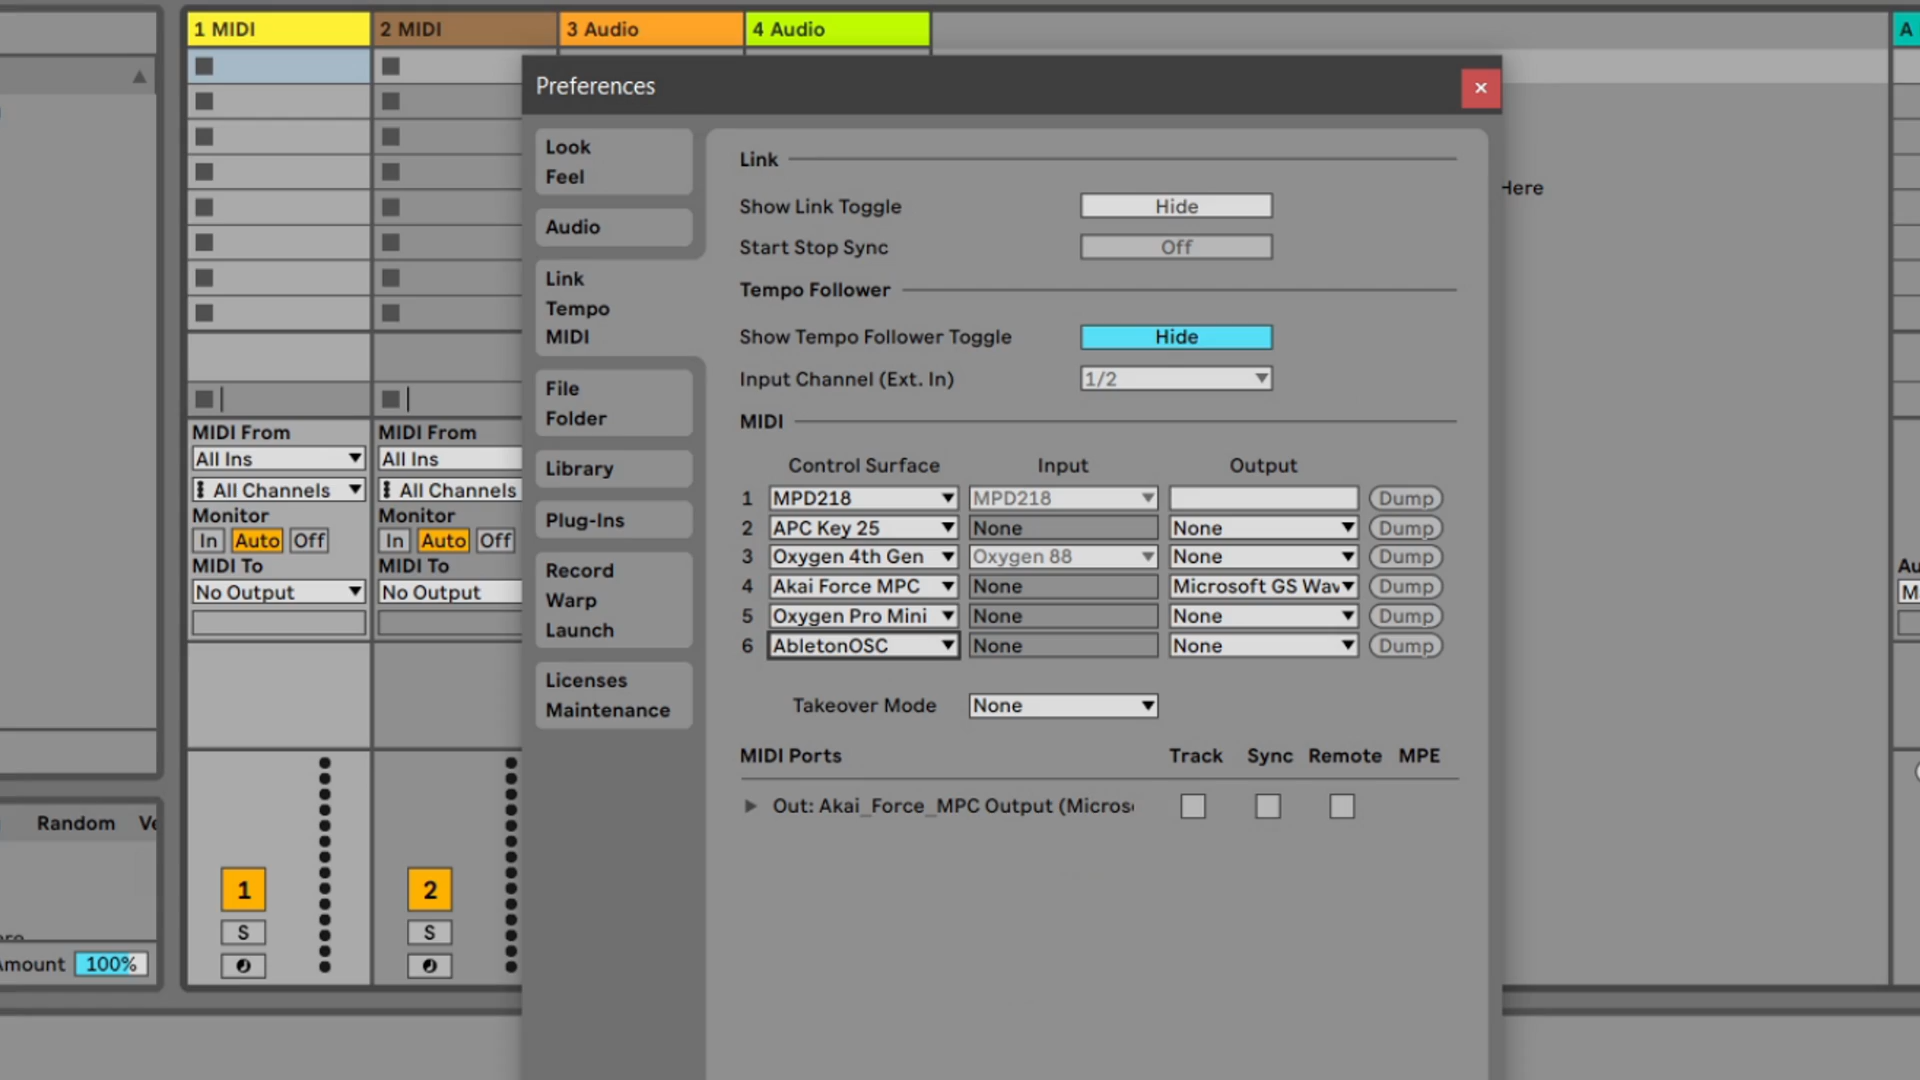 1 MIDI
2 MIDI
3 Audio
4 Audio
A
Preferences
×
Look
Feel
Audio
Link
Tempo
MIDI
File
Folder
Library
Plug-Ins
Record
Warp
Launch
Licenses
Maintenance
Link
Show Link Toggle Hide
Start Stop Sync Off
Tempo Follower
Show Tempo Follower Toggle Hide
Input Channel (Ext. In) 1/2
MIDI
Control Surface Input Output
1 MPD218 MPD218 Dump
2 APC Key 25 None None Dump
3 Oxygen 4th Gen Oxygen 88 None Dump
4 Akai Force MPC None Microsoft GS Wav Dump
5 Oxygen Pro Mini None None Dump
6 AbletonOSC None None Dump
Takeover Mode None
MIDI Ports Track Sync Remote MPE
Out: Akai_Force_MPC Output (Micros
Here
MIDI From
All Ins
All Channels
Monitor
In Auto Off
MIDI To
No Output
1
S
MIDI From
All Ins
All Channels
Monitor
In Auto Off
MIDI To
No Output
2
S
Random Ve
mount 100%
Au
M